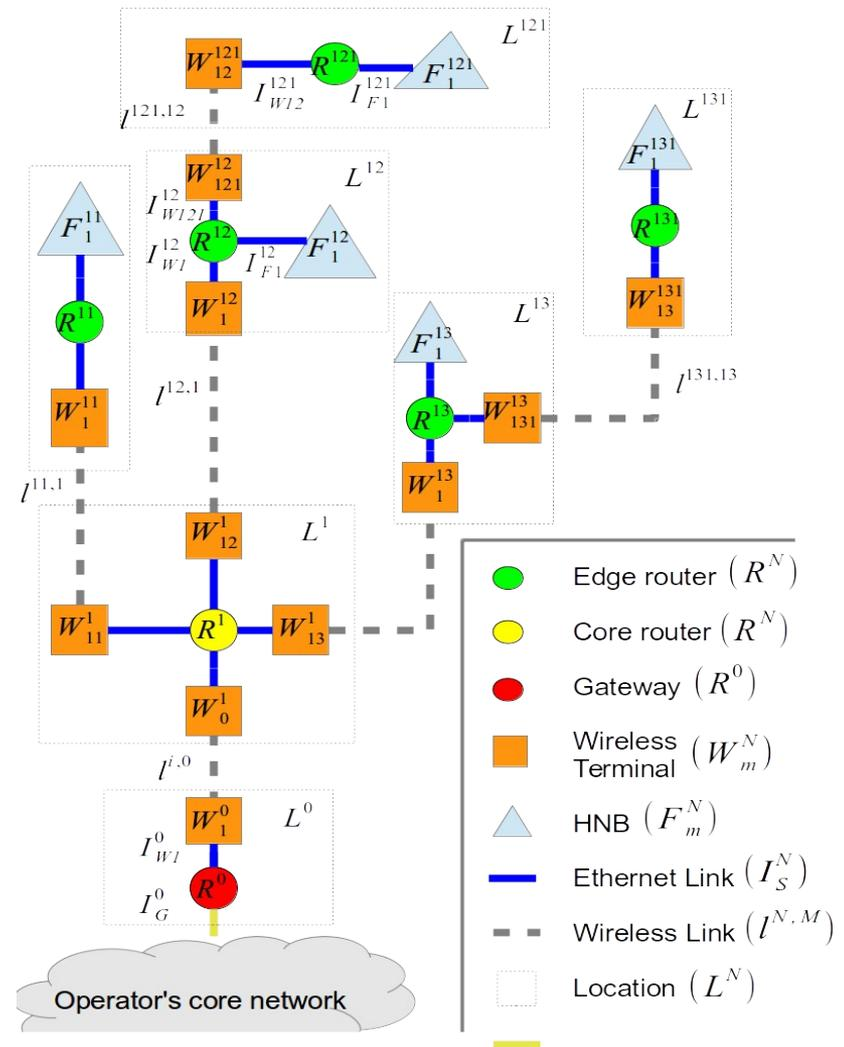 L^121
W^121_12
R^121
F^121_1
I^121_W12
I^121_F1
l^121,12
L^131
F^131_1
R^131
W^131_13
l^131,13
L^12
W^12_121
I^12_W121
R^12
I^12_W1
I^12_F1
F^12_1
W^12_1
l^12,1
F^11_1
R^11
W^11_1
l^11,1
L^13
F^13_1
R^13
W^13_131
W^13_1
L^1
W^1_12
W^1_11
R^1
W^1_13
W^1_0
l^i,0
L^0
W^0_1
I^0_W1
R^0
I^0_G
Operator's core network
Edge router (R^N)
Core router (R^N)
Gateway (R^0)
Wireless
Terminal (W^N_m)
HNB (F^N_m)
Ethernet Link (I^N_S)
Wireless Link (l^N,M)
Location (L^N)